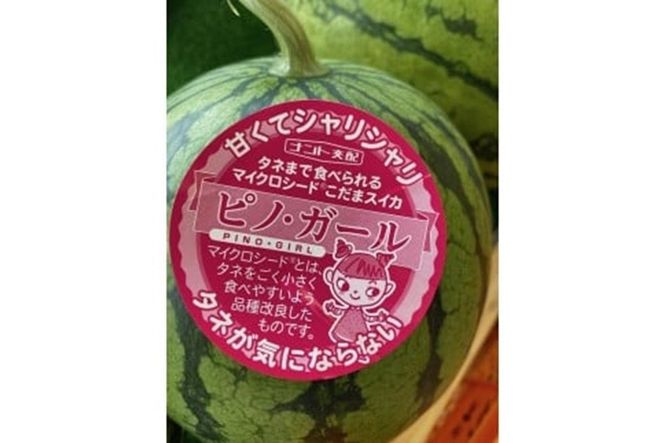 甘くてシャリシャリ
ナント交配
タネまで食べられる
マイクロシード®こだまスイカ
ピノ・ガール
PINO・GIRL
マイクロシード®とは、
タネをごく小さく
食べやすいよう
品種改良した
ものです。
タネが気にならない